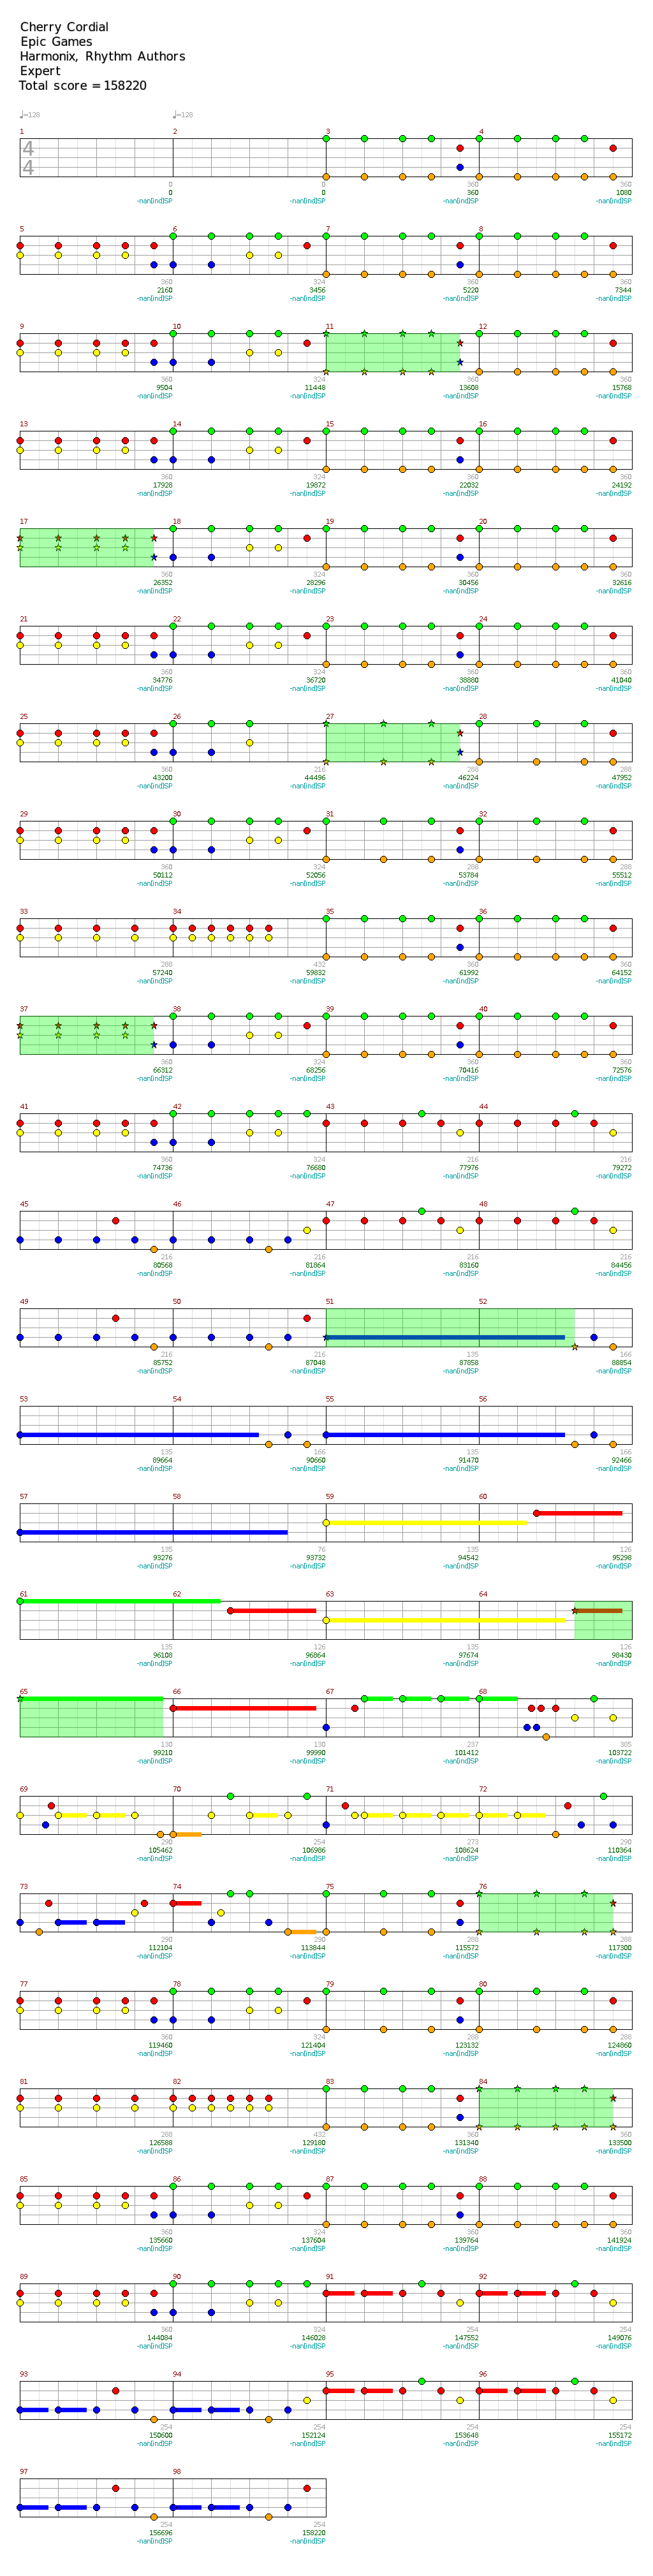 Cherry Cordial
Epic Games
Harmonix, Rhythm Authors
Expert
Total score = 158220
♩=128 ♩=128
1 2 3 4
4
4
0 0 360 360
0 0 360 1080
-nan(ind)SP -nan(ind)SP -nan(ind)SP -nan(ind)SP
5 6 7 8
360 324 360 360
2160 3456 5220 7344
-nan(ind)SP -nan(ind)SP -nan(ind)SP -nan(ind)SP
9 10 11 12
360 324 360 360
9504 11448 13608 15768
-nan(ind)SP -nan(ind)SP -nan(ind)SP -nan(ind)SP
13 14 15 16
360 324 360 360
17928 19872 22032 24192
-nan(ind)SP -nan(ind)SP -nan(ind)SP -nan(ind)SP
17 18 19 20
360 324 360 360
26352 28296 30456 32616
-nan(ind)SP -nan(ind)SP -nan(ind)SP -nan(ind)SP
21 22 23 24
360 324 360 360
34776 36720 38880 41040
-nan(ind)SP -nan(ind)SP -nan(ind)SP -nan(ind)SP
25 26 27 28
360 216 288 288
43200 44496 46224 47952
-nan(ind)SP -nan(ind)SP -nan(ind)SP -nan(ind)SP
29 30 31 32
360 324 288 288
50112 52056 53784 55512
-nan(ind)SP -nan(ind)SP -nan(ind)SP -nan(ind)SP
33 34 35 36
288 432 360 360
57240 59832 61992 64152
-nan(ind)SP -nan(ind)SP -nan(ind)SP -nan(ind)SP
37 38 39 40
360 324 360 360
66312 68256 70416 72576
-nan(ind)SP -nan(ind)SP -nan(ind)SP -nan(ind)SP
41 42 43 44
360 324 216 216
74736 76680 77976 79272
-nan(ind)SP -nan(ind)SP -nan(ind)SP -nan(ind)SP
45 46 47 48
216 216 216 216
80568 81864 83160 84456
-nan(ind)SP -nan(ind)SP -nan(ind)SP -nan(ind)SP
49 50 51 52
216 216 135 166
85752 87048 87858 88854
-nan(ind)SP -nan(ind)SP -nan(ind)SP -nan(ind)SP
53 54 55 56
135 166 135 166
89664 90660 91470 92466
-nan(ind)SP -nan(ind)SP -nan(ind)SP -nan(ind)SP
57 58 59 60
135 76 135 126
93276 93732 94542 95298
-nan(ind)SP -nan(ind)SP -nan(ind)SP -nan(ind)SP
61 62 63 64
135 126 135 126
96108 96864 97674 98430
-nan(ind)SP -nan(ind)SP -nan(ind)SP -nan(ind)SP
65 66 67 68
130 130 237 385
99210 99990 101412 103722
-nan(ind)SP -nan(ind)SP -nan(ind)SP -nan(ind)SP
69 70 71 72
290 254 273 290
105462 106986 108624 110364
-nan(ind)SP -nan(ind)SP -nan(ind)SP -nan(ind)SP
73 74 75 76
290 290 288 288
112104 113844 115572 117300
-nan(ind)SP -nan(ind)SP -nan(ind)SP -nan(ind)SP
77 78 79 80
360 324 288 288
119460 121404 123132 124860
-nan(ind)SP -nan(ind)SP -nan(ind)SP -nan(ind)SP
81 82 83 84
288 432 360 360
126588 129180 131340 133500
-nan(ind)SP -nan(ind)SP -nan(ind)SP -nan(ind)SP
85 86 87 88
360 324 360 360
135660 137604 139764 141924
-nan(ind)SP -nan(ind)SP -nan(ind)SP -nan(ind)SP
89 90 91 92
360 324 254 254
144084 146028 147552 149076
-nan(ind)SP -nan(ind)SP -nan(ind)SP -nan(ind)SP
93 94 95 96
254 254 254 254
150600 152124 153648 155172
-nan(ind)SP -nan(ind)SP -nan(ind)SP -nan(ind)SP
97 98
254 254
156696 158220
-nan(ind)SP -nan(ind)SP